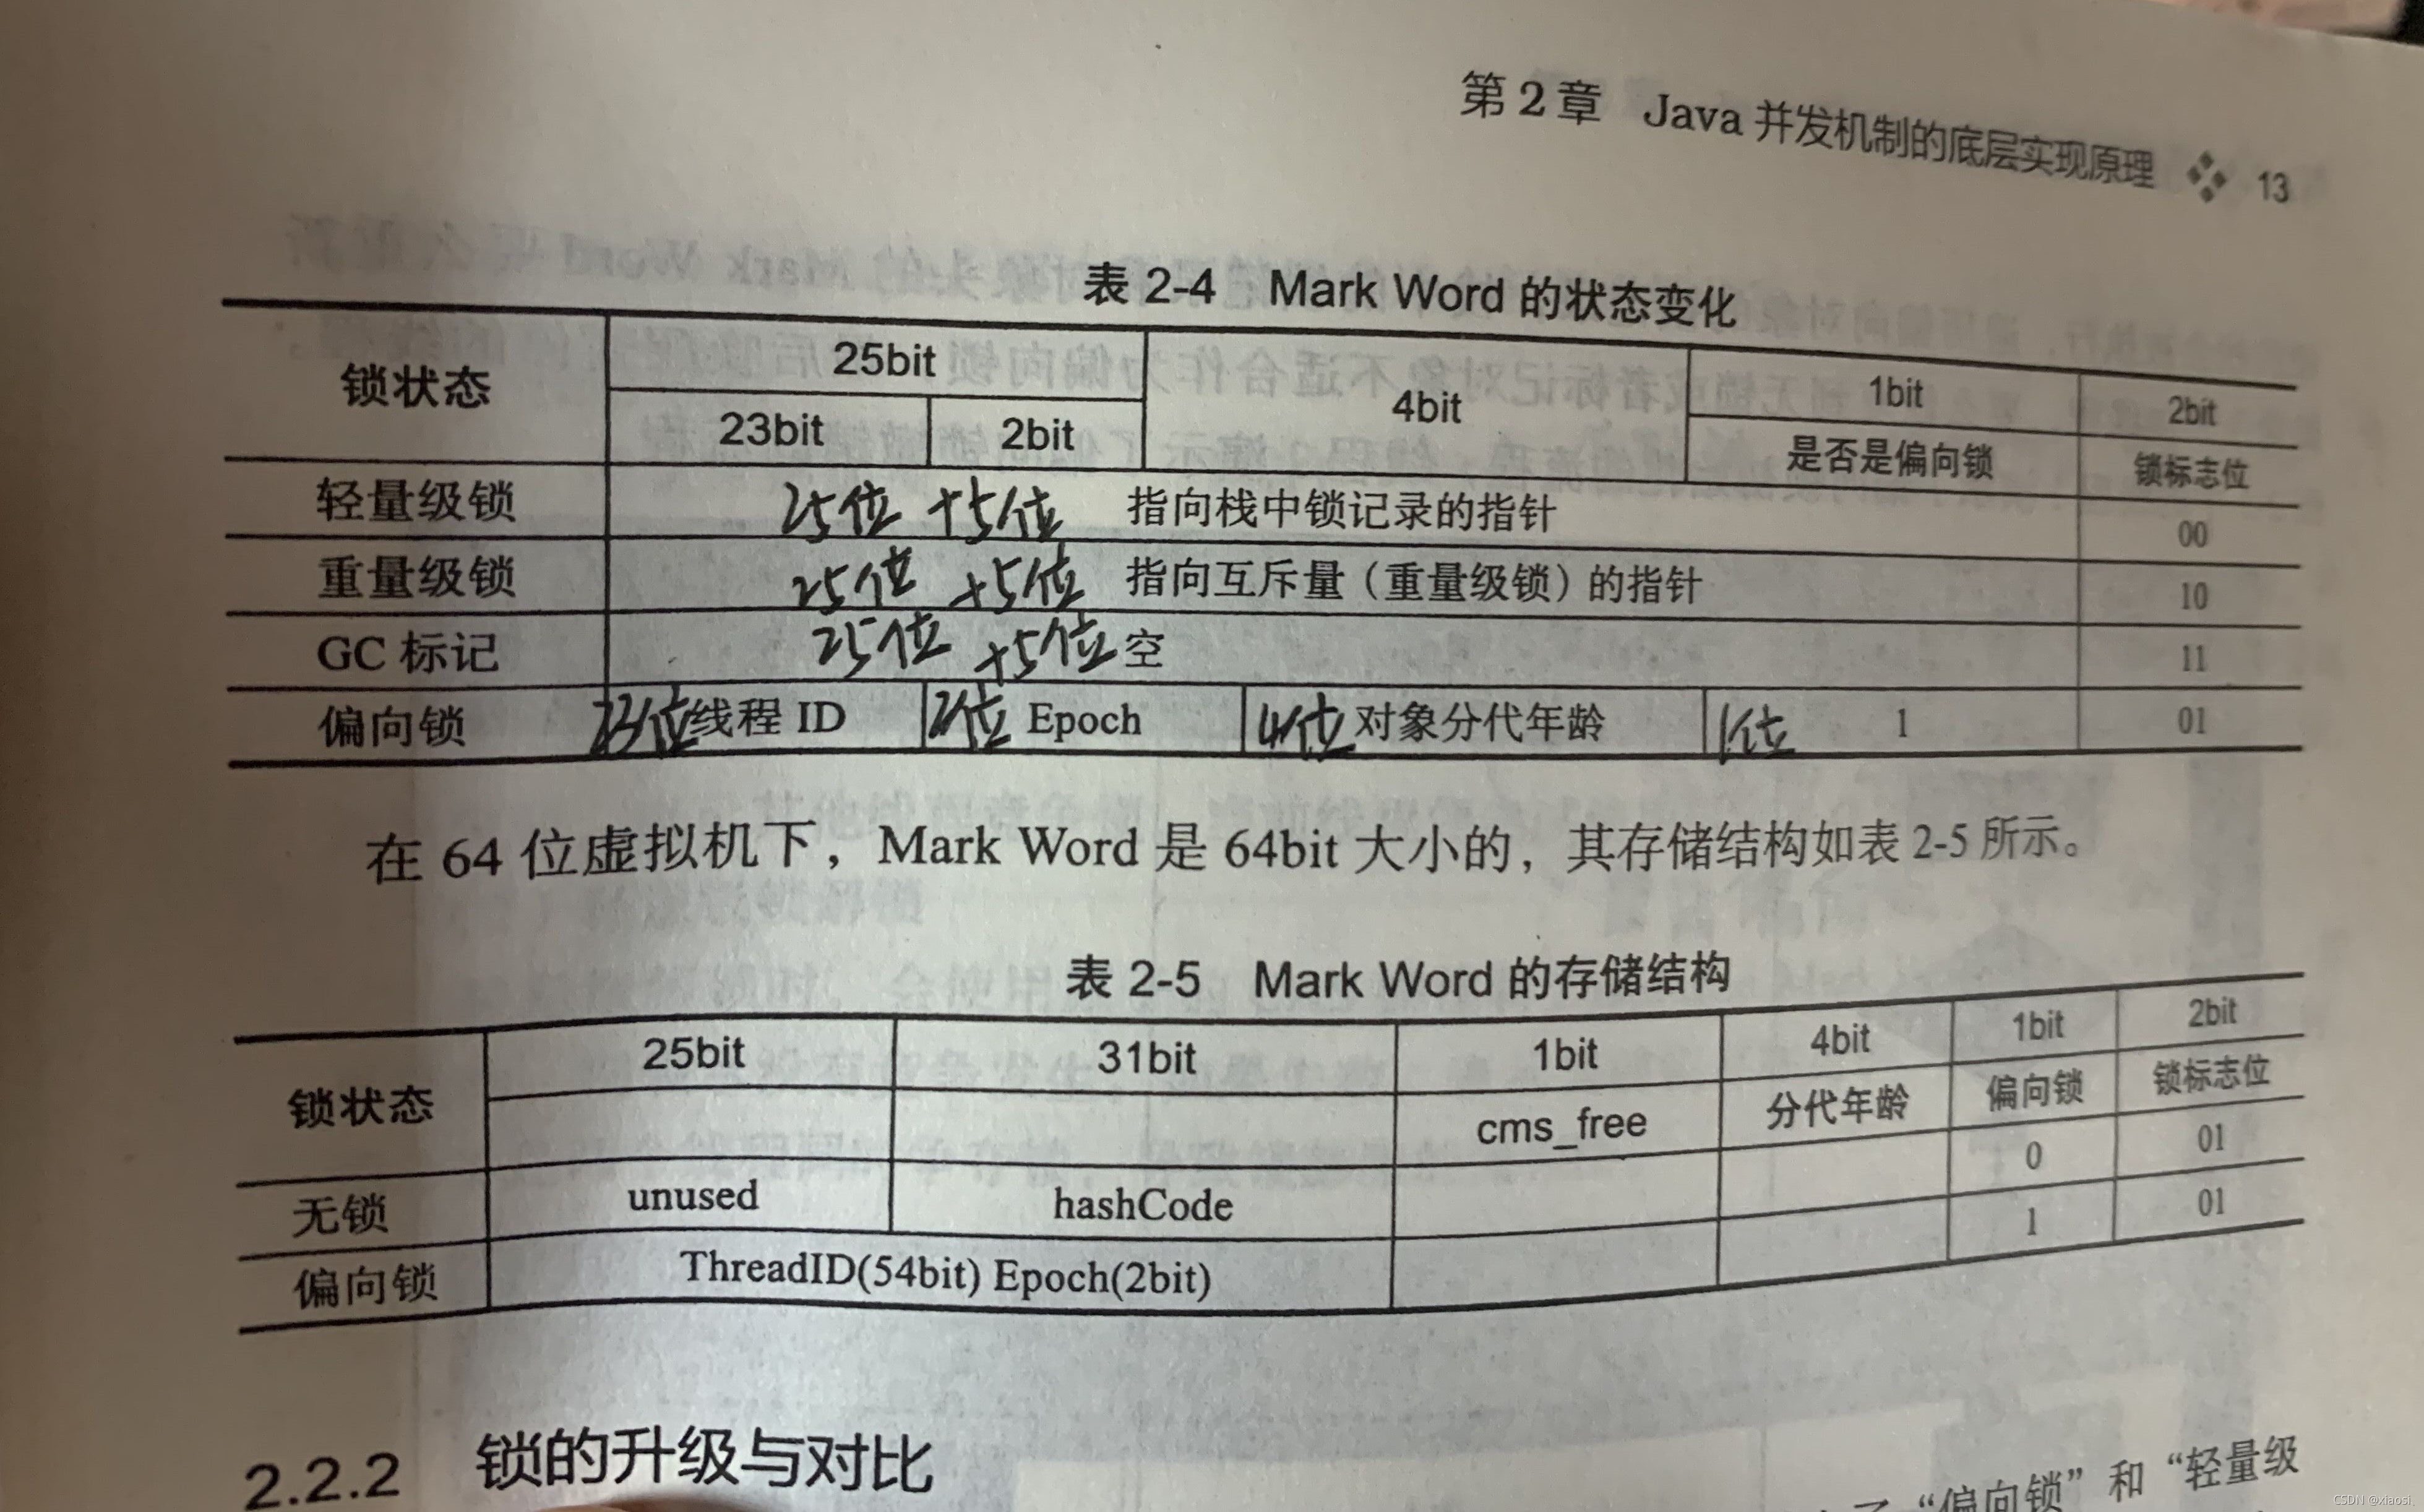 第2章 Java并发机制的底层实现原理 13
表 2-4 Mark Word 的状态变化
锁状态 25bit 4bit 1bit 2bit
23bit 2bit 是否是偏向锁 锁标志位
轻量级锁 25位 +5位 指向栈中锁记录的指针 00
重量级锁 25位 +5位 指向互斥量（重量级锁）的指针 10
GC 标记 25位 +5位 空 11
偏向锁 23位 线程 ID 2位 Epoch 4位 对象分代年龄 1位 1 01
在 64 位虚拟机下，Mark Word 是 64bit 大小的，其存储结构如表 2-5 所示。
表 2-5 Mark Word 的存储结构
锁状态 25bit 31bit 1bit 4bit 1bit 2bit
cms_free 分代年龄 偏向锁 锁标志位
无锁 unused hashCode 0 01
偏向锁 ThreadID(54bit) Epoch(2bit) 1 01
2.2.2 锁的升级与对比
“偏向锁” 和 “轻量级
CSDN @xiaosi